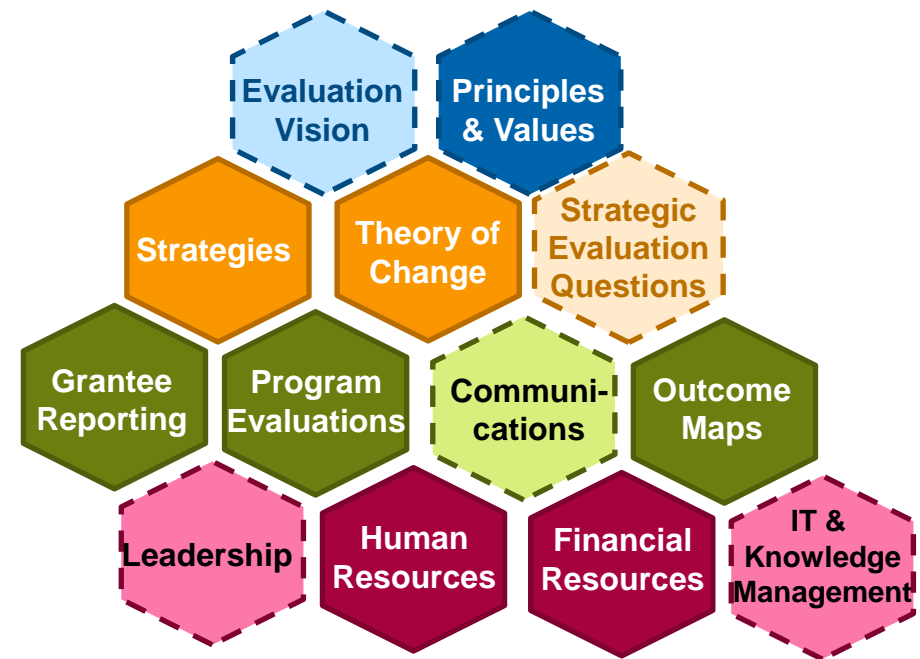 Evaluation
Vision
Principles
& Values
Strategies
Theory of
Change
Strategic
Evaluation
Questions
Grantee
Reporting
Program
Evaluations
Communi-
cations
Outcome
Maps
Leadership
Human
Resources
Financial
Resources
IT &
Knowledge
Management